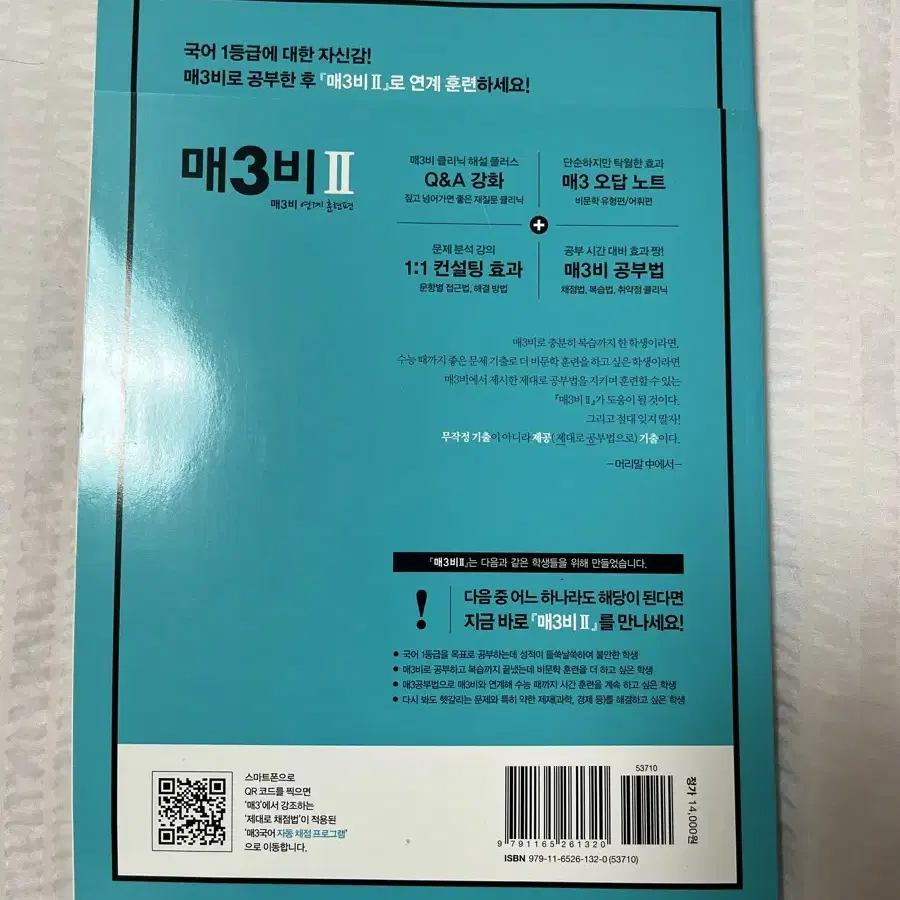 국어 1등급에 대한 자신감!
매3비로 공부한 후 『매3비Ⅱ』로 연계 훈련하세요!
매3비Ⅱ
매3비 연계 훈련편
매3비 클리닉 해설 플러스
Q&A 강화
짚고 넘어가면 좋은 재질문 클리닉
단순하지만 탁월한 효과
매3 오답 노트
비문학 유형편/어휘편
문제 분석 강의
1:1 컨설팅 효과
문항별 접근법, 해결 방법
공부 시간 대비 효과 짱!
매3비 공부법
채점법, 복습법, 취약점 클리닉
매3비로 충분히 복습까지 한 학생이라면,
수능 때까지 좋은 문제 기출로 더 비문학 훈련을 하고 싶은 학생이라면
매3비에서 제시한 제대로 공부법을 지키며 훈련할 수 있는
『매3비Ⅱ』가 도움이 될 것이다.
그리고 절대 잊지 말자!
무작정 기출이 아니라 제공(제대로 공부법으로) 기출이다.
-머리말 中에서-
『매3비Ⅱ』는 다음과 같은 학생들을 위해 만들었습니다.
! 다음 중 어느 하나라도 해당이 된다면
지금 바로 『매3비Ⅱ』를 만나세요!
• 국어 1등급을 목표로 공부하는데 성적이 들쑥날쑥하여 불안한 학생
• 매3비로 공부하고 복습까지 끝냈는데 비문학 훈련을 더 하고 싶은 학생
• 매3공부법으로 매3비와 연계해 수능 때까지 시간 훈련을 계속 하고 싶은 학생
• 다시 봐도 헷갈리는 문제와 특히 약한 제재(과학, 경제 등)를 해결하고 싶은 학생
스마트폰으로
QR 코드를 찍으면
'매3'에서 강조하는
'제대로 채점법'이 적용된
'매3국어 자동 채점 프로그램'
으로 이동합니다.
53710
9 791165 261320
ISBN 979-11-6526-132-0 (53710)
정가 14,000원